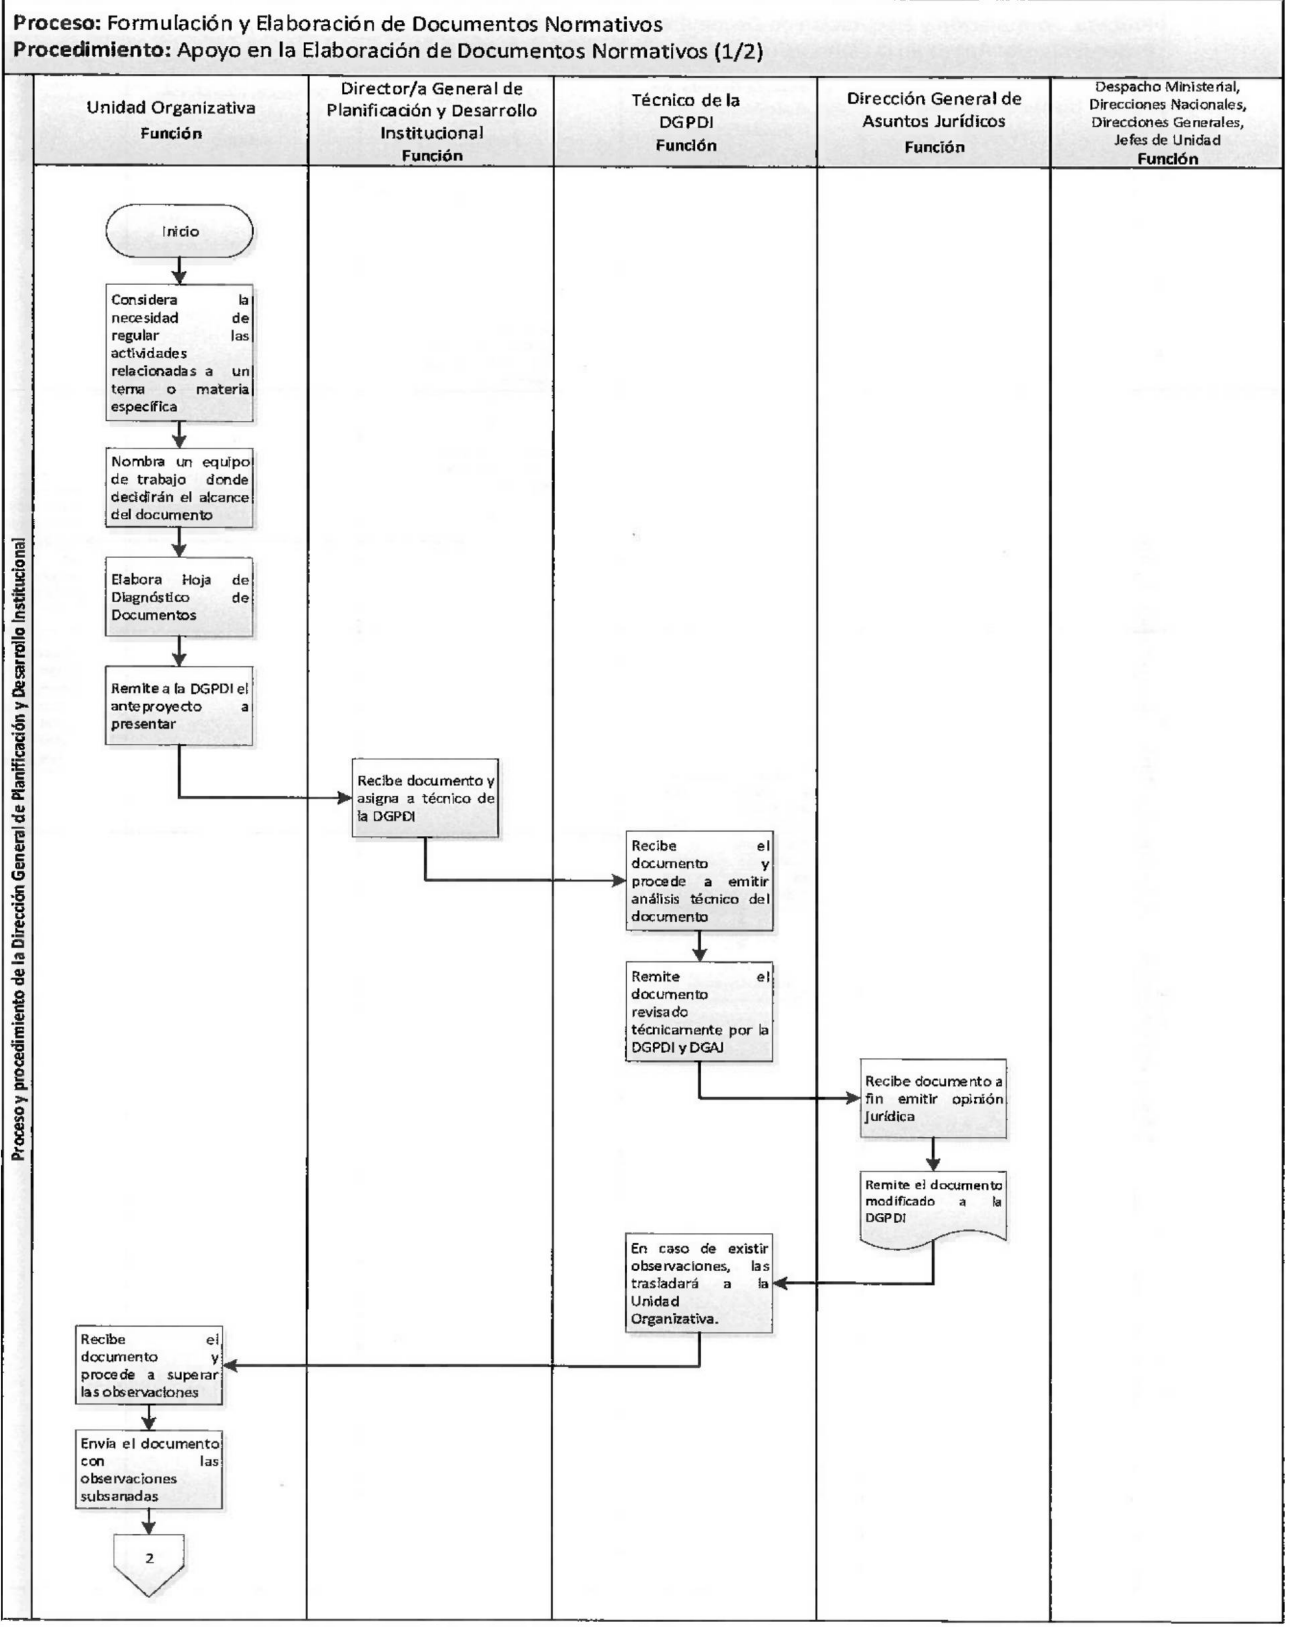 Proceso: Formulación y Elaboración de Documentos Normativos
Procedimiento: Apoyo en la Elaboración de Documentos Normativos (1/2)
Proceso y procedimiento de la Dirección General de Planificación y Desarrollo Institucional
Unidad Organizativa
Función
Director/a General de
Planificación y Desarrollo
Institucional
Función
Técnico de la
DGPDI
Función
Dirección General de
Asuntos Jurídicos
Función
Despacho Ministerial,
Direcciones Nacionales,
Direcciones Generales,
Jefes de Unidad
Función
Inicio
Considera la
necesidad de
regular las
actividades
relacionadas a un
tema o materia
específica
Nombra un equipo
de trabajo donde
decidirán el alcance
del documento
Elabora Hoja de
Diagnóstico de
Documentos
Remite a la DGPDI el
anteproyecto a
presentar
Recibe documento y
asigna a técnico de
la DGPDI
Recibe el
documento y
procede a emitir
análisis técnico del
documento
Remite el
documento
revisado
técnicamente por la
DGPDI y DGAJ
Recibe documento a
fin emitir opinión
Jurídica
Remite el documento
modificado a la
DGPDI
En caso de existir
observaciones, las
trasladará a la
Unidad
Organizativa.
Recibe el
documento y
procede a superar
las observaciones
Envía el documento
con las
observaciones
subsanadas
2